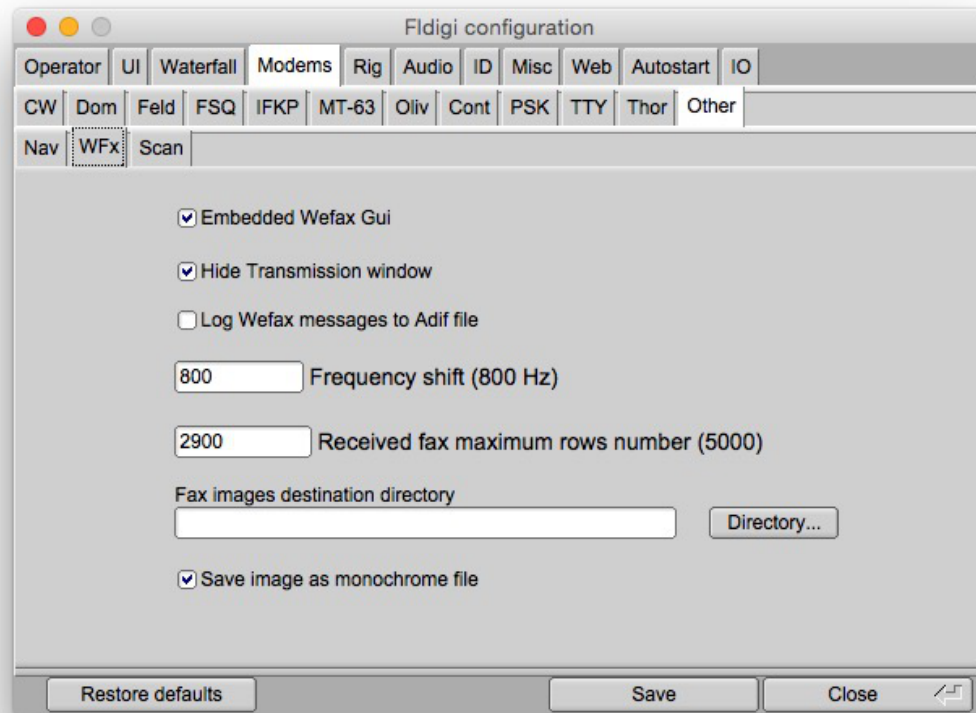 Fldigi configuration
Operator UI Waterfall Modems Rig Audio ID Misc Web Autostart IO
CW Dom Feld FSQ IFKP MT-63 Oliv Cont PSK TTY Thor Other
Nav WFx Scan
Embedded Wefax Gui
Hide Transmission window
Log Wefax messages to Adif file
800 Frequency shift (800 Hz)
2900 Received fax maximum rows number (5000)
Fax images destination directory
Directory...
Save image as monochrome file
Restore defaults Save Close